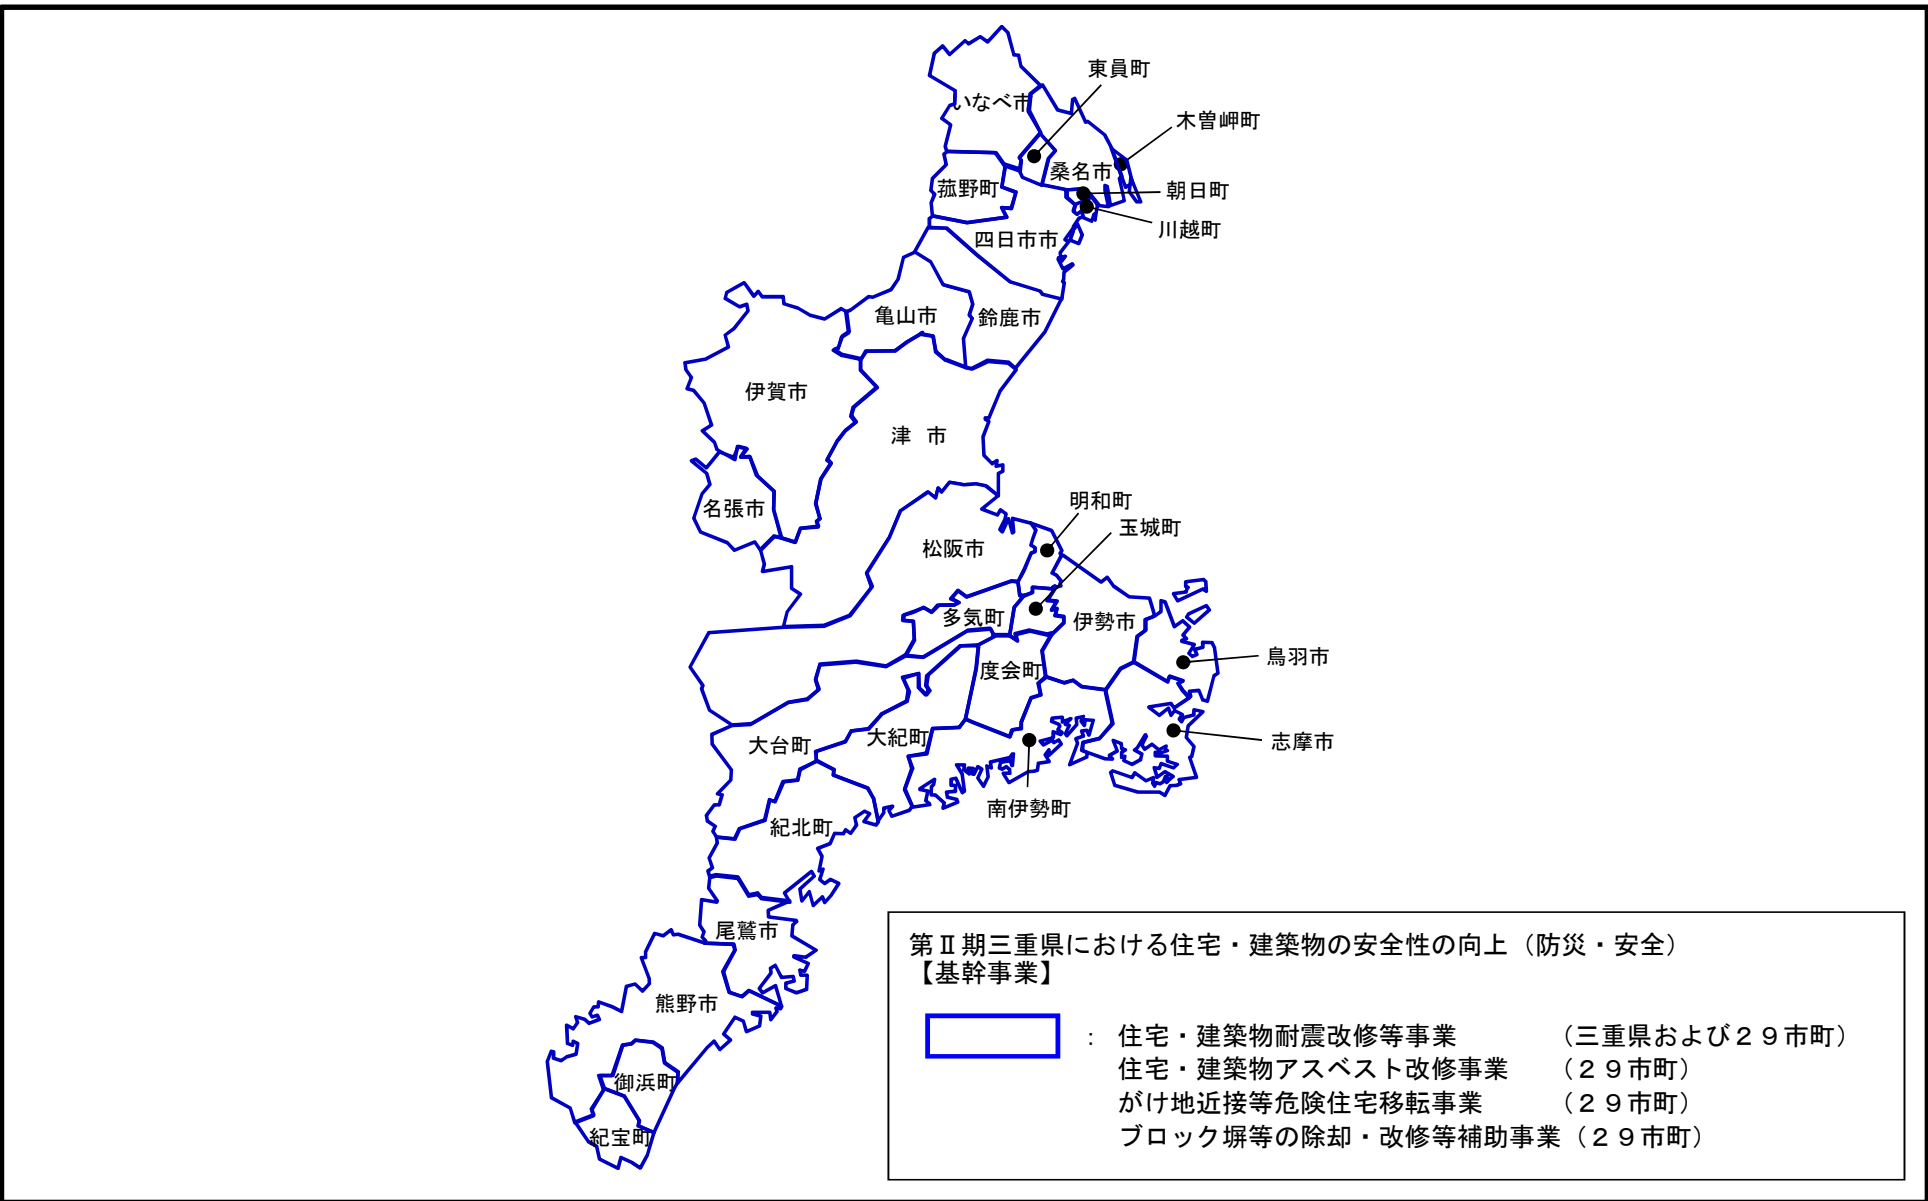 東員町
いなべ市
木曽岬町
桑名市
菰野町
朝日町
川越町
四日市市
亀山市
鈴鹿市
伊賀市
津 市
名張市
明和町
玉城町
松阪市
多気町
伊勢市
鳥羽市
度会町
大紀町
志摩市
大台町
南伊勢町
紀北町
尾鷲市
熊野市
御浜町
紀宝町
第Ⅱ期三重県における住宅・建築物の安全性の向上（防災・安全）
【基幹事業】
： 住宅・建築物耐震改修等事業 （三重県および２９市町）
住宅・建築物アスベスト改修事業 （２９市町）
がけ地近接等危険住宅移転事業 （２９市町）
ブロック塀等の除却・改修等補助事業（２９市町）